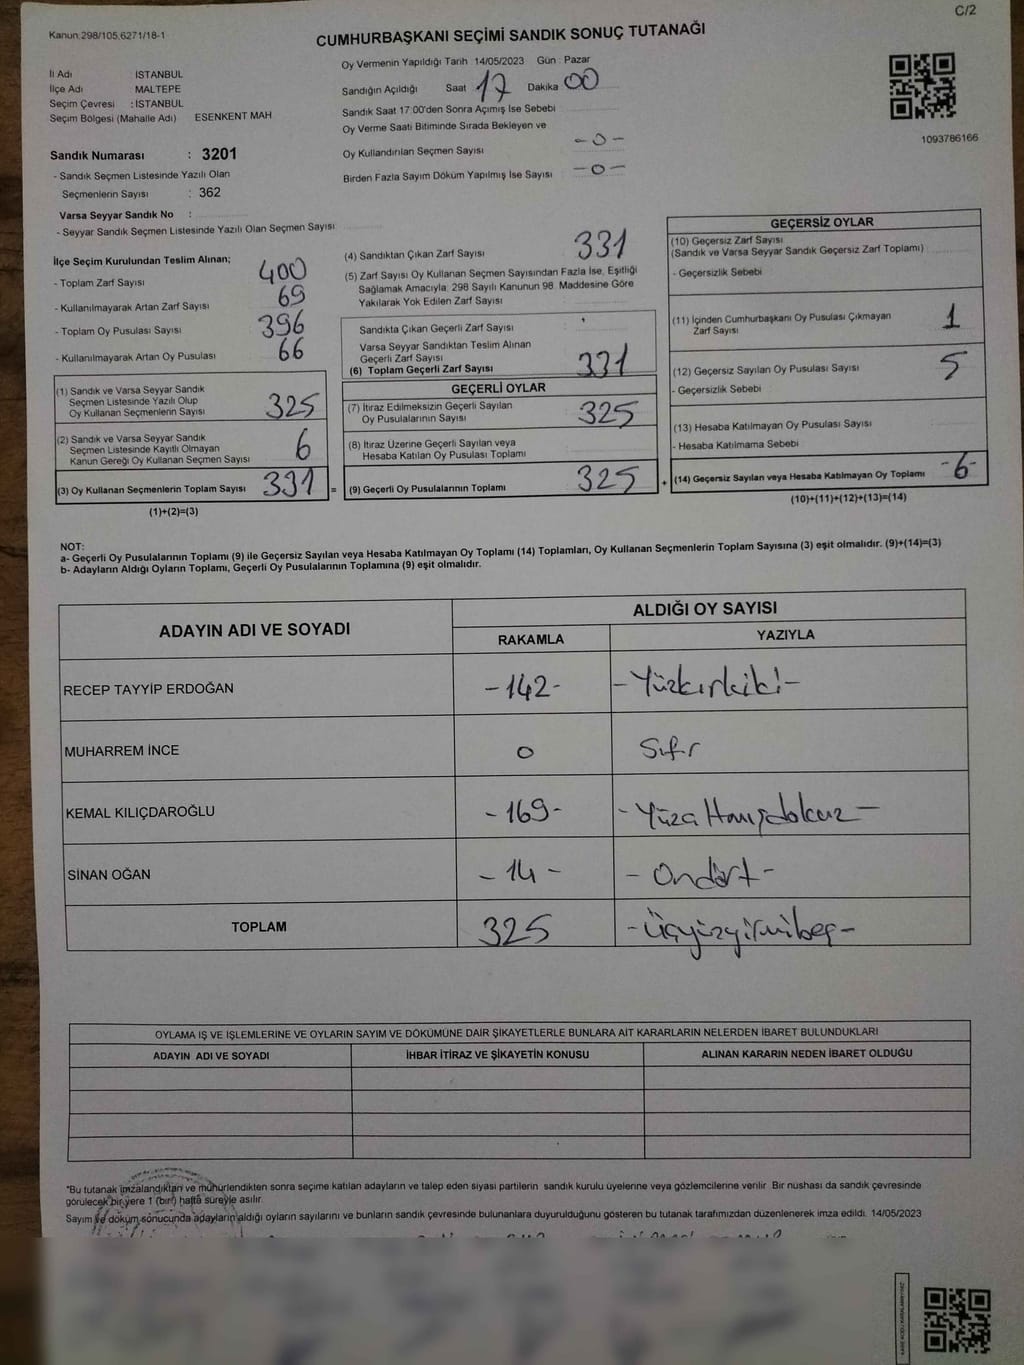 C/2
Kanun.298/105,6271/18-1
CUMHURBAŞKANI SEÇİMİ SANDIK SONUÇ TUTANAĞI
İl Adı İSTANBUL
İlçe Adı MALTEPE
Seçim Çevresi : İSTANBUL
Seçim Bölgesi (Mahalle Adı) ESENKENT MAH
Sandık Numarası : 3201
- Sandık Seçmen Listesinde Yazılı Olan
Seçmenlerin Sayısı : 362
Varsa Seyyar Sandık No :
- Seyyar Sandık Seçmen Listesinde Yazılı Olan Seçmen Sayısı:
Oy Vermenin Yapıldığı Tarih 14/05/2023 Gün : Pazar
Sandığın Açıldığı Saat 17 Dakika 00
Sandık Saat 17:00'den Sonra Açımış İse Sebebi
Oy Verme Saati Bitiminde Sırada Bekleyen ve
Oy Kullandırılan Seçmen Sayısı -0-
Birden Fazla Sayım Döküm Yapılmış İse Sayısı -0-
1093786166
İlçe Seçim Kurulundan Teslim Alınan;
- Toplam Zarf Sayısı 400
- Kullanılmayarak Artan Zarf Sayısı 69
- Toplam Oy Pusulası Sayısı 396
- Kullanılmayarak Artan Oy Pusulası 66
(1) Sandık ve Varsa Seyyar Sandık
Seçmen Listesinde Yazılı Olup
Oy Kullanan Seçmenlerin Sayısı 325
(2) Sandık ve Varsa Seyyar Sandık
Seçmen Listesinde Kayıtlı Olmayan
Kanun Gereği Oy Kullanan Seçmen Sayısı 6
(3) Oy Kullanan Seçmenlerin Toplam Sayısı 331 =
(1)+(2)=(3)
(4) Sandıktan Çıkan Zarf Sayısı 331
(5) Zarf Sayısı Oy Kullanan Seçmen Sayısından Fazla İse, Eşitliği
Sağlamak Amacıyla 298 Sayılı Kanunun 98. Maddesine Göre
Yakılarak Yok Edilen Zarf Sayısı
Sandıkta Çıkan Geçerli Zarf Sayısı
Varsa Seyyar Sandıktan Teslim Alınan
Geçerli Zarf Sayısı
(6) Toplam Geçerli Zarf Sayısı 331
GEÇERLİ OYLAR
(7) İtiraz Edilmeksizin Geçerli Sayılan
Oy Pusulalarının Sayısı 325
(8) İtiraz Üzerine Geçerli Sayılan veya
Hesaba Katılan Oy Pusulası Toplamı
(9) Geçerli Oy Pusulalarının Toplamı 325 +
GEÇERSİZ OYLAR
(10) Geçersiz Zarf Sayısı
(Sandık ve Varsa Seyyar Sandık Geçersiz Zarf Toplamı)
- Geçersizlik Sebebi
(11) İçinden Cumhurbaşkanı Oy Pusulası Çıkmayan
Zarf Sayısı 1
(12) Geçersiz Sayılan Oy Pusulası Sayısı 5
- Geçersizlik Sebebi
(13) Hesaba Katılmayan Oy Pusulası Sayısı
- Hesaba Katılmama Sebebi
(14) Geçersiz Sayılan veya Hesaba Katılmayan Oy Toplamı -6-
(10)+(11)+(12)+(13)=(14)
NOT:
a- Geçerli Oy Pusulalarının Toplamı (9) ile Geçersiz Sayılan veya Hesaba Katılmayan Oy Toplamı (14) Toplamları, Oy Kullanan Seçmenlerin Toplam Sayısına (3) eşit olmalıdır. (9)+(14)=(3)
b- Adayların Aldığı Oyların Toplamı, Geçerli Oy Pusulalarının Toplamına (9) eşit olmalıdır.
ADAYIN ADI VE SOYADI ALDIĞI OY SAYISI
RAKAMLA YAZIYLA
RECEP TAYYİP ERDOĞAN -142- -Yüzkırkiki-
MUHARREM İNCE 0 Sıfır
KEMAL KILIÇDAROĞLU -169- -Yüzaltmışdokuz-
SİNAN OĞAN -14- -Ondört-
TOPLAM 325 -Üçyüzyirmibeş-
OYLAMA İŞ VE İŞLEMLERİNE VE OYLARIN SAYIM VE DÖKÜMÜNE DAİR ŞİKAYETLERLE BUNLARA AİT KARARLARIN NELERDEN İBARET BULUNDUKLARI
ADAYIN ADI VE SOYADI İHBAR İTİRAZ VE ŞİKAYETİN KONUSU ALINAN KARARIN NEDEN İBARET OLDUĞU
*Bu tutanak imzalandıktan ve mühürlendikten sonra seçime katılan adayların ve talep eden siyasi partilerin sandık kurulu üyelerine veya gözlemcilerine verilir. Bir nüshası da sandık çevresinde
görülecek bir yere 1 (bir) hafta süreyle asılır.
Sayım ve döküm sonucunda adayların aldığı oyların sayılarını ve bunların sandık çevresinde bulunanlara duyurulduğunu gösteren bu tutanak tarafımızdan düzenlenerek imza edildi. 14/05/2023